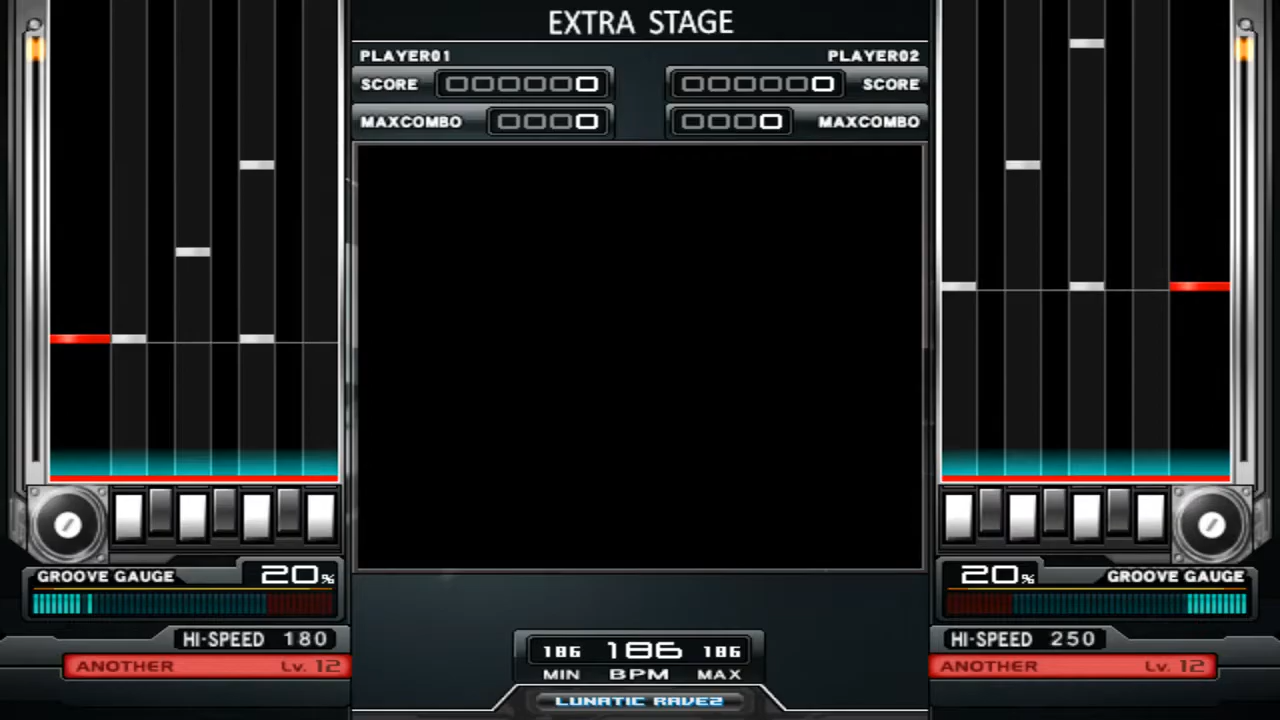 EXTRA STAGE
PLAYER01 PLAYER02
SCORE 000000 000000 SCORE
MAXCOMBO 0000 0000 MAXCOMBO
GROOVE GAUGE 20%
20% GROOVE GAUGE
HI-SPEED 180
HI-SPEED 250
ANOTHER Lv.12
ANOTHER Lv.12
186 186 186
MIN BPM MAX
LUNATIC RAVE2